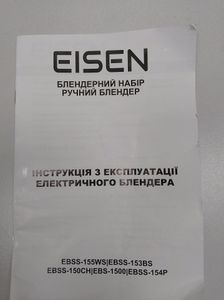 EISEN
БЛЕНДЕРНИЙ НАБІР
РУЧНИЙ БЛЕНДЕР
ІНСТРУКЦІЯ З ЕКСПЛУАТАЦІЇ
ЕЛЕКТРИЧНОГО БЛЕНДЕРА
EBSS-155WS|EBSS-153BS
EBSS-150CH|EBS-1500|EBSS-154P